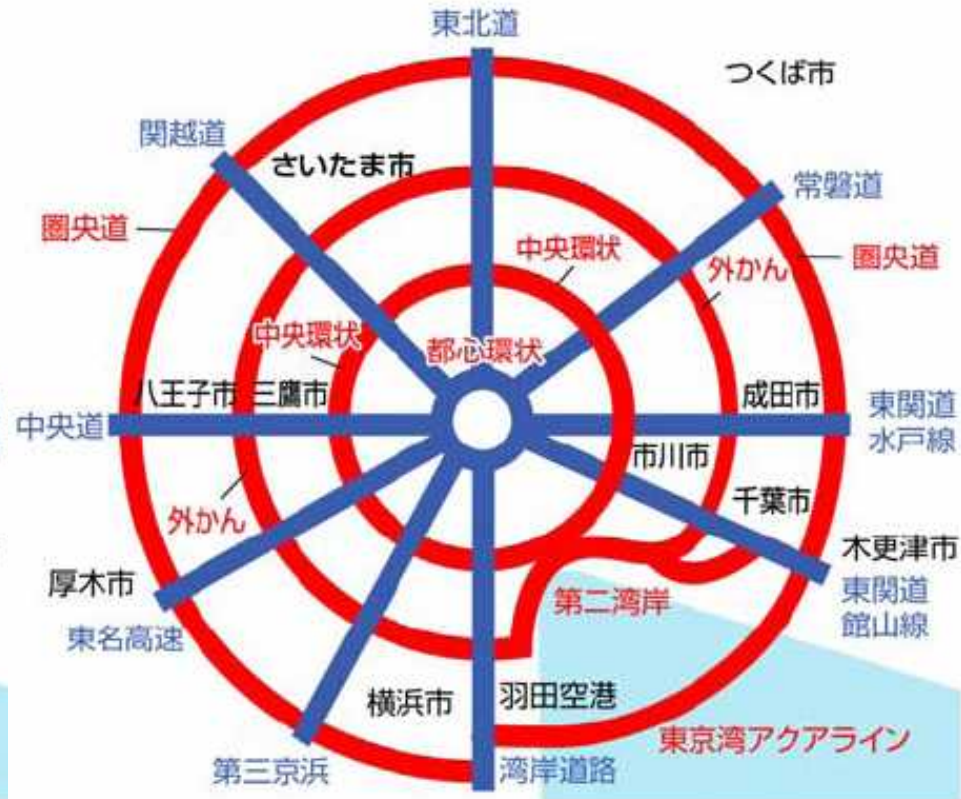 東北道
つくば市
関越道
さいたま市
常磐道
圏央道
中央環状
外かん
圏央道
中央環状
都心環状
八王子市
三鷹市
成田市
中央道
東関道
水戸線
市川市
外かん
千葉市
木更津市
厚木市
第二湾岸
東関道
館山線
東名高速
横浜市
羽田空港
東京湾アクアライン
第三京浜
湾岸道路